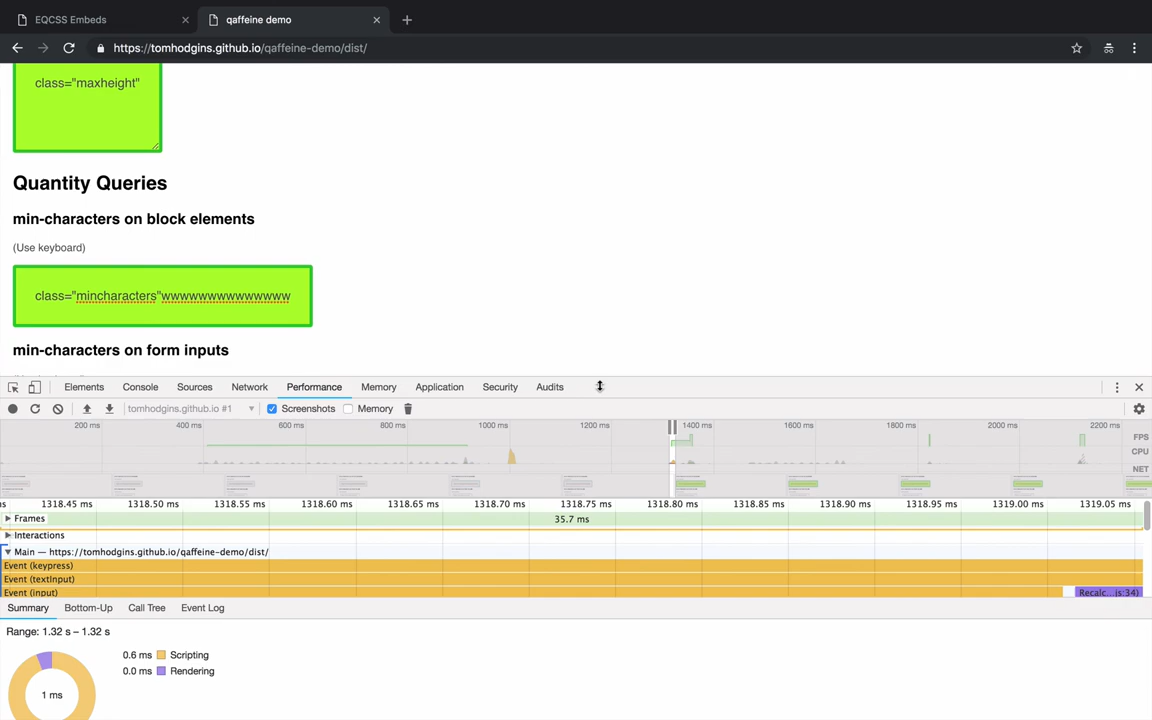 EQCSS Embeds
qaffeine demo
https://tomhodgins.github.io/qaffeine-demo/dist/
class="maxheight"
Quantity Queries
min-characters on block elements
(Use keyboard)
class="mincharacters"wwwwwwwwwwwwww
min-characters on form inputs
Elements Console Sources Network Performance Memory Application Security Audits
tomhodgins.github.io #1 Screenshots Memory
200 ms 400 ms 600 ms 800 ms 1000 ms 1200 ms 1400 ms 1600 ms 1800 ms 2000 ms 2200 ms
FPS
CPU
NET
1318.45 ms 1318.50 ms 1318.55 ms 1318.60 ms 1318.65 ms 1318.70 ms 1318.75 ms 1318.80 ms 1318.85 ms 1318.90 ms 1318.95 ms 1319.00 ms 1319.05 ms
Frames 35.7 ms
Interactions
Main — https://tomhodgins.github.io/qaffeine-demo/dist/
Event (keypress)
Event (textInput)
Event (input) Recalc...js:34)
Summary Bottom-Up Call Tree Event Log
Range: 1.32 s – 1.32 s
0.6 ms Scripting
0.0 ms Rendering
1 ms